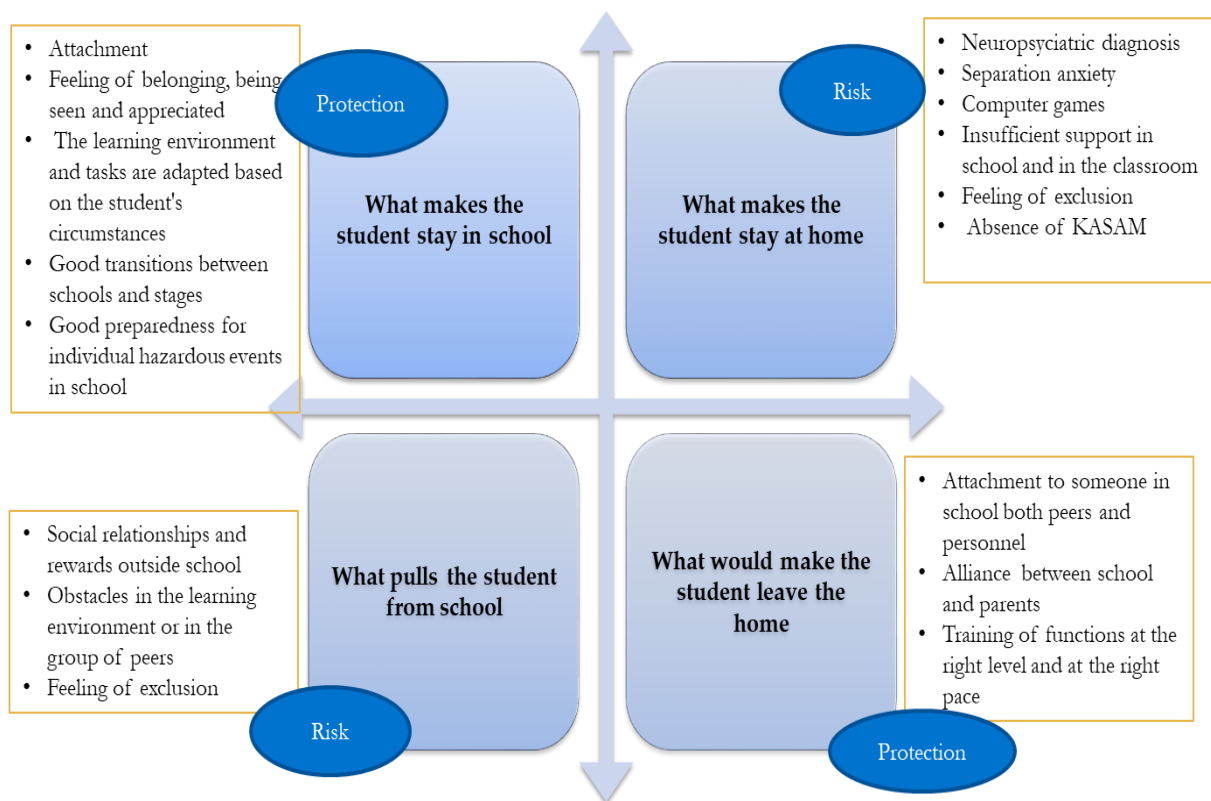 • Attachment
• Feeling of belonging, being
seen and appreciated
• The learning environment
and tasks are adapted based
on the student's
circumstances
• Good transitions between
schools and stages
• Good preparedness for
individual hazardous events
in school
Protection
What makes the
student stay in school
Risk
What makes the
student stay at home
• Neuropsyciatric diagnosis
• Separation anxiety
• Computer games
• Insufficient support in
school and in the classroom
• Feeling of exclusion
• Absence of KASAM
• Social relationships and
rewards outside school
• Obstacles in the learning
environment or in the
group of peers
• Feeling of exclusion
What pulls the student
from school
Risk
What would make the
student leave the
home
• Attachment to someone in
school both peers and
personnel
• Alliance between school
and parents
• Training of functions at the
right level and at the right
pace
Protection